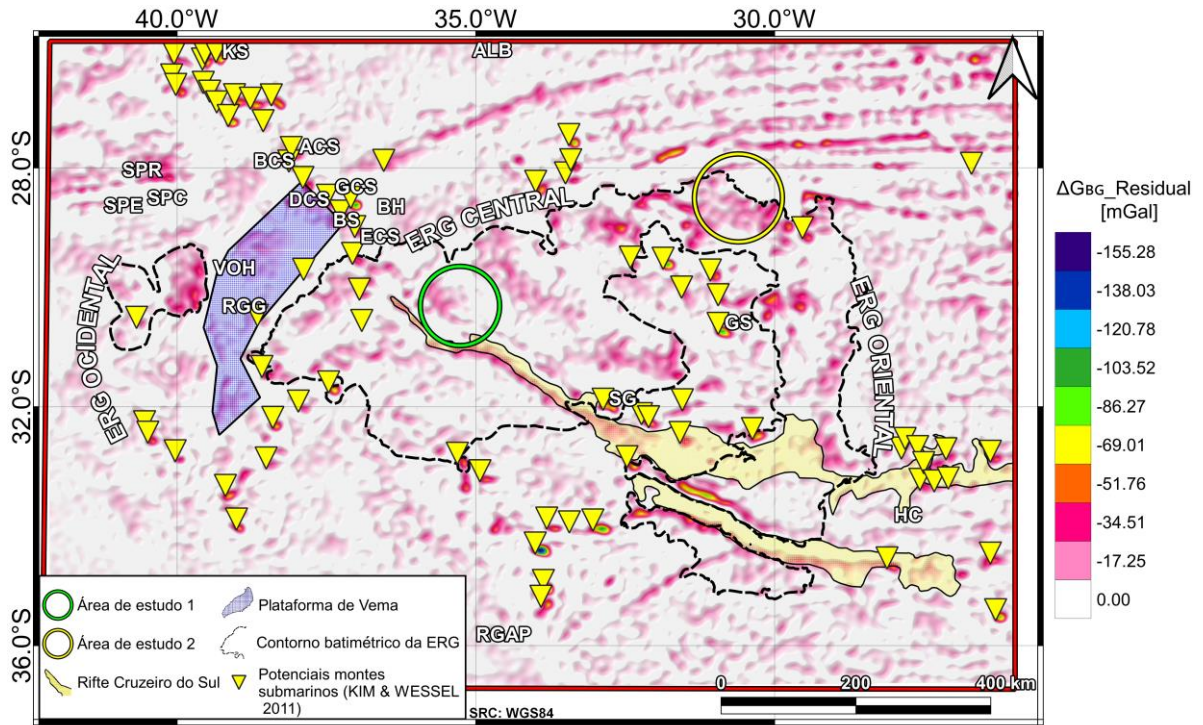 40.0°W 35.0°W 30.0°W
KS
ALB
ACS
BCS
SPR
SPC
SPE
GCS
DCS
BH
BS
ECS
ERG CENTRAL
VOH
RGG
ERG OCIDENTAL
GS
ERG ORIENTAL
SG
HC
RGAP
28.0°S
32.0°S
36.0°S
ΔGBG_Residual
[mGal]
-155.28
-138.03
-120.78
-103.52
-86.27
-69.01
-51.76
-34.51
-17.25
0.00
Área de estudo 1
Plataforma de Vema
Área de estudo 2
Contorno batimétrico da ERG
Rifte Cruzeiro do Sul
Potenciais montes
submarinos (KIM & WESSEL
2011)
0 200 400 km
SRC: WGS84